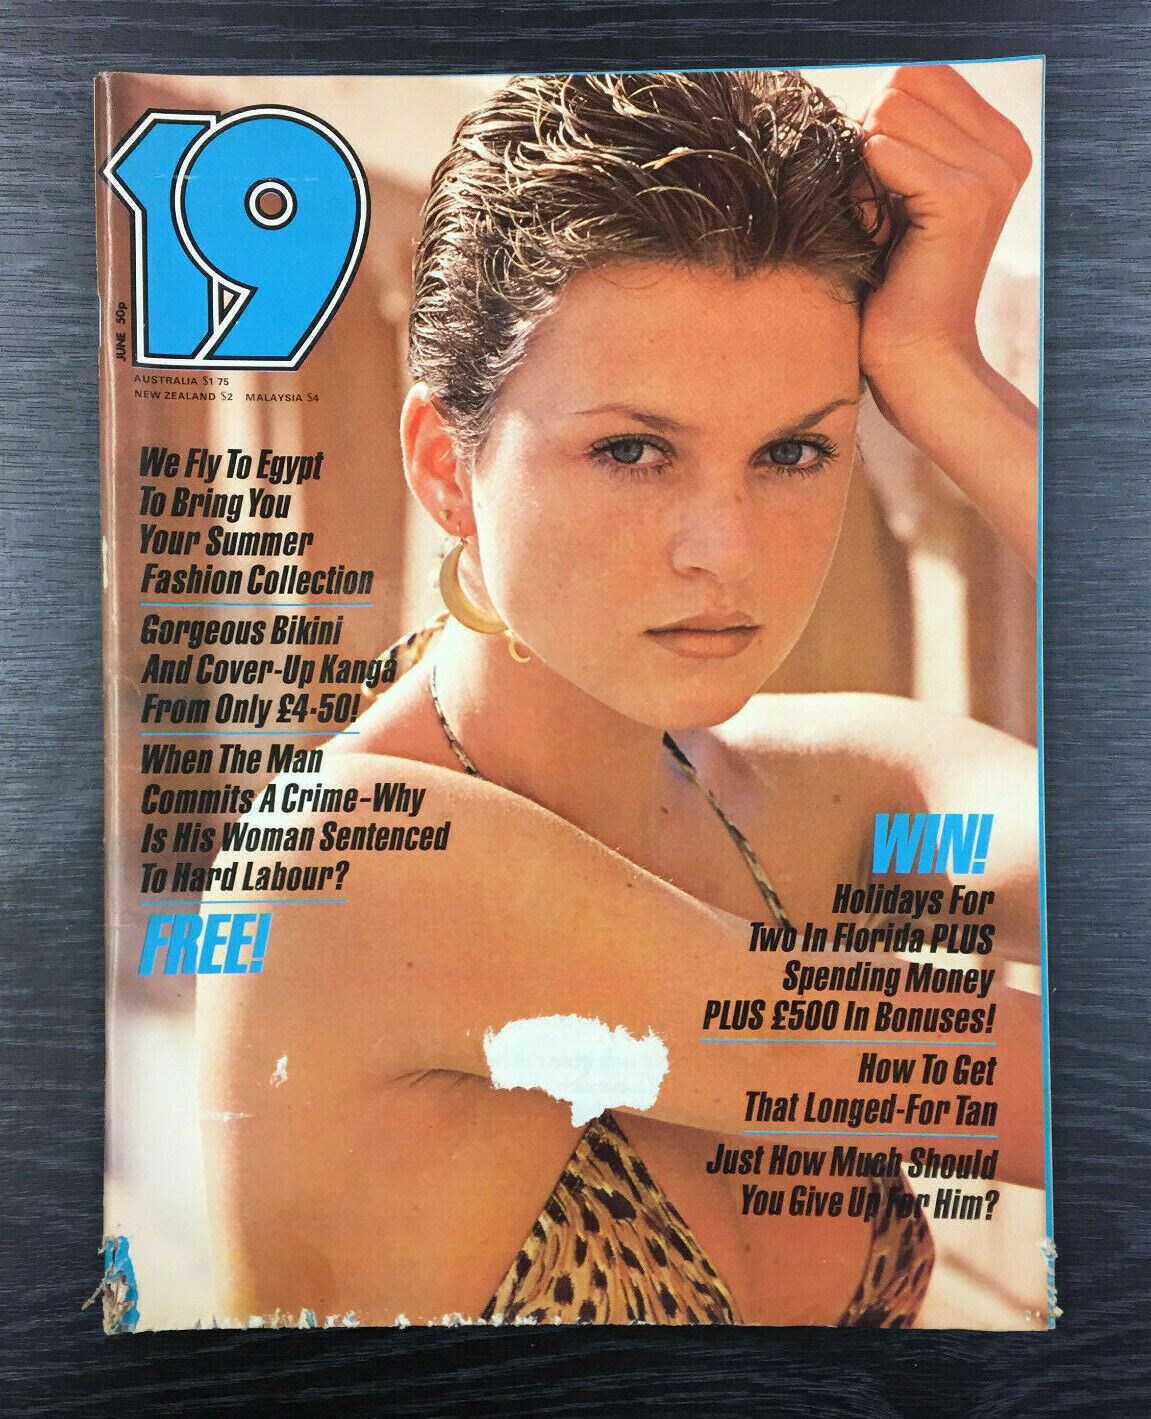 19
JUNE 50p
AUSTRALIA $1 75
NEW ZEALAND $2 MALAYSIA $4
We Fly To Egypt
To Bring You
Your Summer
Fashion Collection
Gorgeous Bikini
And Cover-Up Kanga
From Only £4·50!
When The Man
Commits A Crime-Why
Is His Woman Sentenced
To Hard Labour?
FREE!
WIN!
Holidays For
Two In Florida PLUS
Spending Money
PLUS £500 In Bonuses!
How To Get
That Longed-For Tan
Just How Much Should
You Give Up For Him?